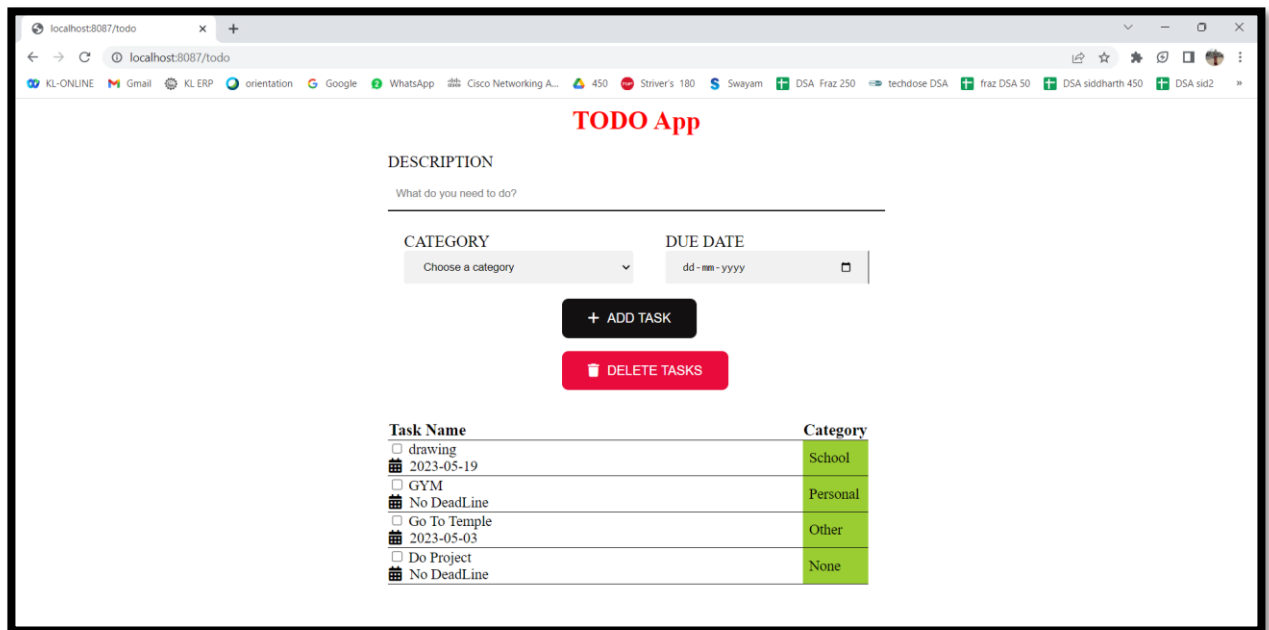 localhost:8087/todo
localhost:8087/todo
KL-ONLINE Gmail KL ERP orientation Google WhatsApp Cisco Networking A... 450 Striver's 180 Swayam DSA Fraz 250 techdose DSA fraz DSA 50 DSA siddharth 450 DSA sid2 »
TODO App
DESCRIPTION
What do you need to do?
CATEGORY DUE DATE
Choose a category dd-mm-yyyy
+ ADD TASK
DELETE TASKS
Task Name Category
drawing
2023-05-19 School
GYM
No DeadLine Personal
Go To Temple
2023-05-03 Other
Do Project
No DeadLine None